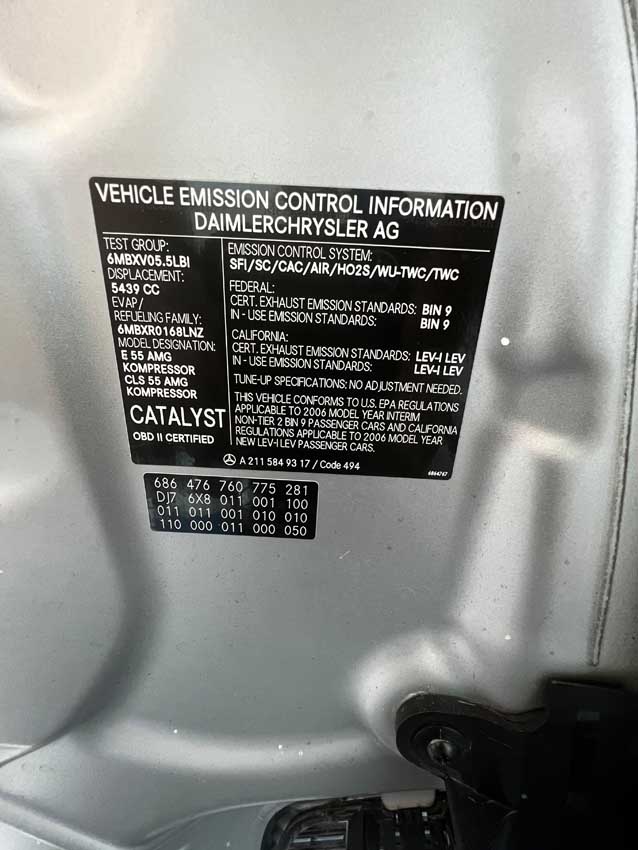 VEHICLE EMISSION CONTROL INFORMATION
DAIMLERCHRYSLER AG
TEST GROUP:
6MBXV05.5LBI
DISPLACEMENT:
5439 CC
EVAP/
REFUELING FAMILY:
6MBXR0168LNZ
MODEL DESIGNATION:
E 55 AMG
KOMPRESSOR
CLS 55 AMG
KOMPRESSOR
CATALYST
OBD II CERTIFIED
EMISSION CONTROL SYSTEM:
SFI/SC/CAC/AIR/HO2S/WU-TWC/TWC
FEDERAL:
CERT. EXHAUST EMISSION STANDARDS: BIN 9
IN - USE EMISSION STANDARDS: BIN 9
CALIFORNIA:
CERT. EXHAUST EMISSION STANDARDS: LEV-I LEV
IN - USE EMISSION STANDARDS: LEV-I LEV
TUNE-UP SPECIFICATIONS: NO ADJUSTMENT NEEDED.
THIS VEHICLE CONFORMS TO U.S. EPA REGULATIONS
APPLICABLE TO 2006 MODEL YEAR INTERIM
NON-TIER 2 BIN 9 PASSENGER CARS AND CALIFORNIA
REGULATIONS APPLICABLE TO 2006 MODEL YEAR
NEW LEV-I LEV PASSENGER CARS.
A 211 584 93 17 / Code 494
6864767
686 476 760 775 281
DJ7 6X8 011 001 100
011 011 001 010 010
110 000 011 000 050